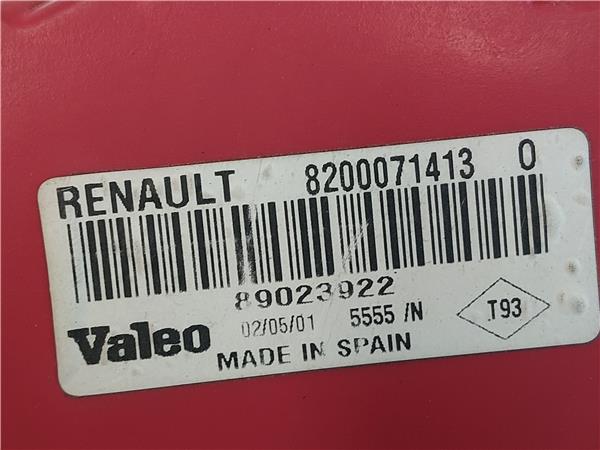 RENAULT 8200071413 0
89023922
Valeo 02/05/01 5555 /N T93
MADE IN SPAIN